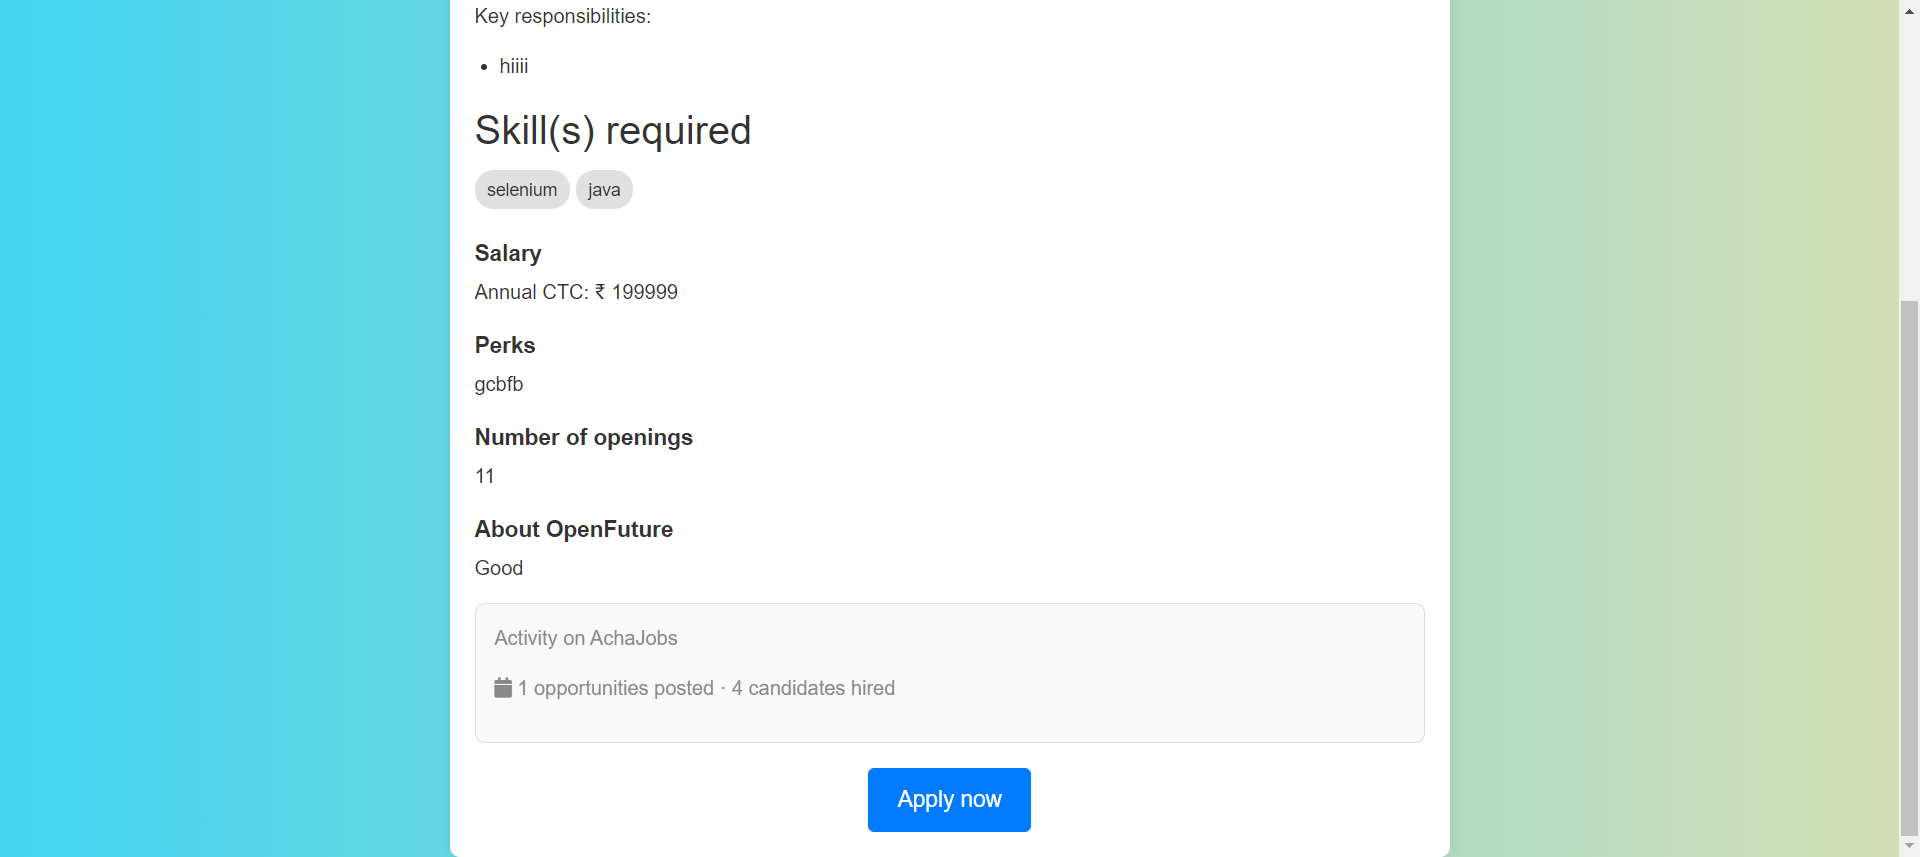 Key responsibilities:
• hiiii
Skill(s) required
selenium java
Salary
Annual CTC: ₹ 199999
Perks
gcbfb
Number of openings
11
About OpenFuture
Good
Activity on AchaJobs
1 opportunities posted · 4 candidates hired
Apply now